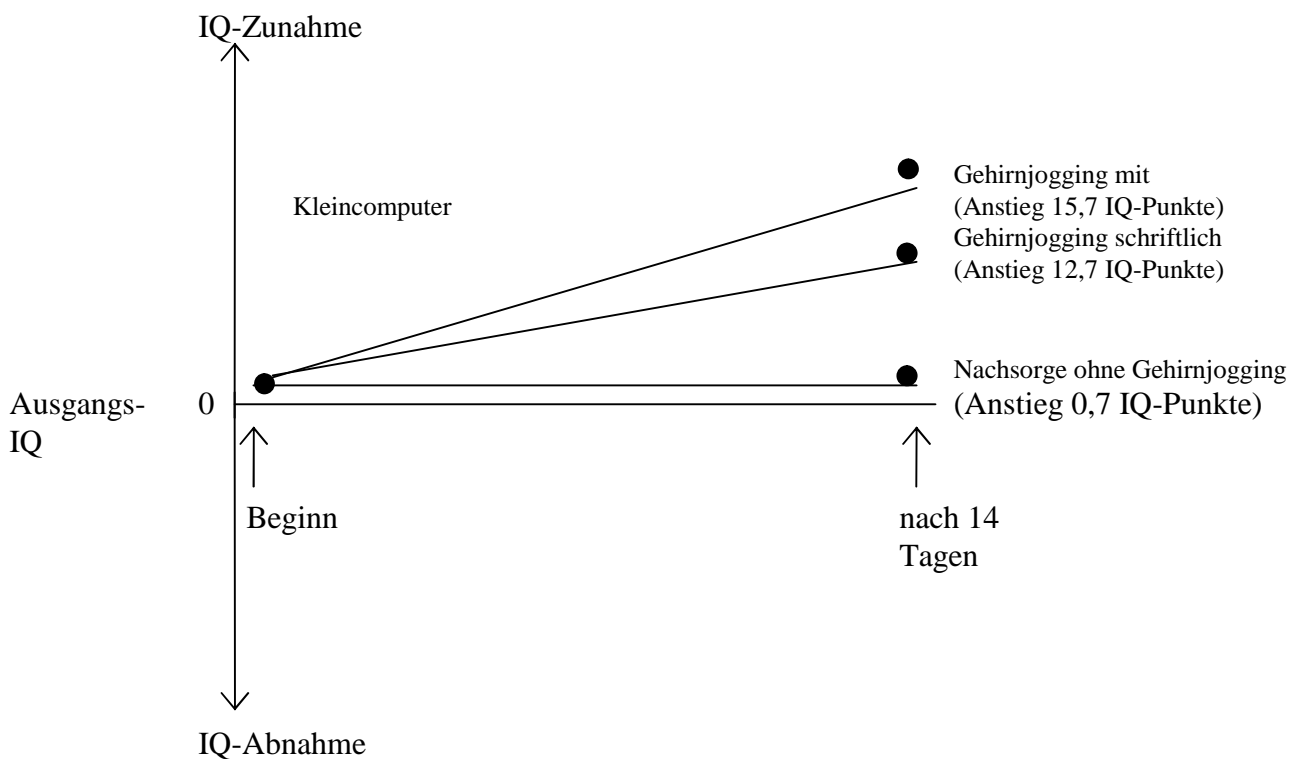 IQ-Zunahme
Kleincomputer
Gehirnjogging mit
(Anstieg 15,7 IQ-Punkte)
Gehirnjogging schriftlich
(Anstieg 12,7 IQ-Punkte)
Nachsorge ohne Gehirnjogging
(Anstieg 0,7 IQ-Punkte)
Ausgangs-
IQ
0
Beginn
nach 14
Tagen
IQ-Abnahme